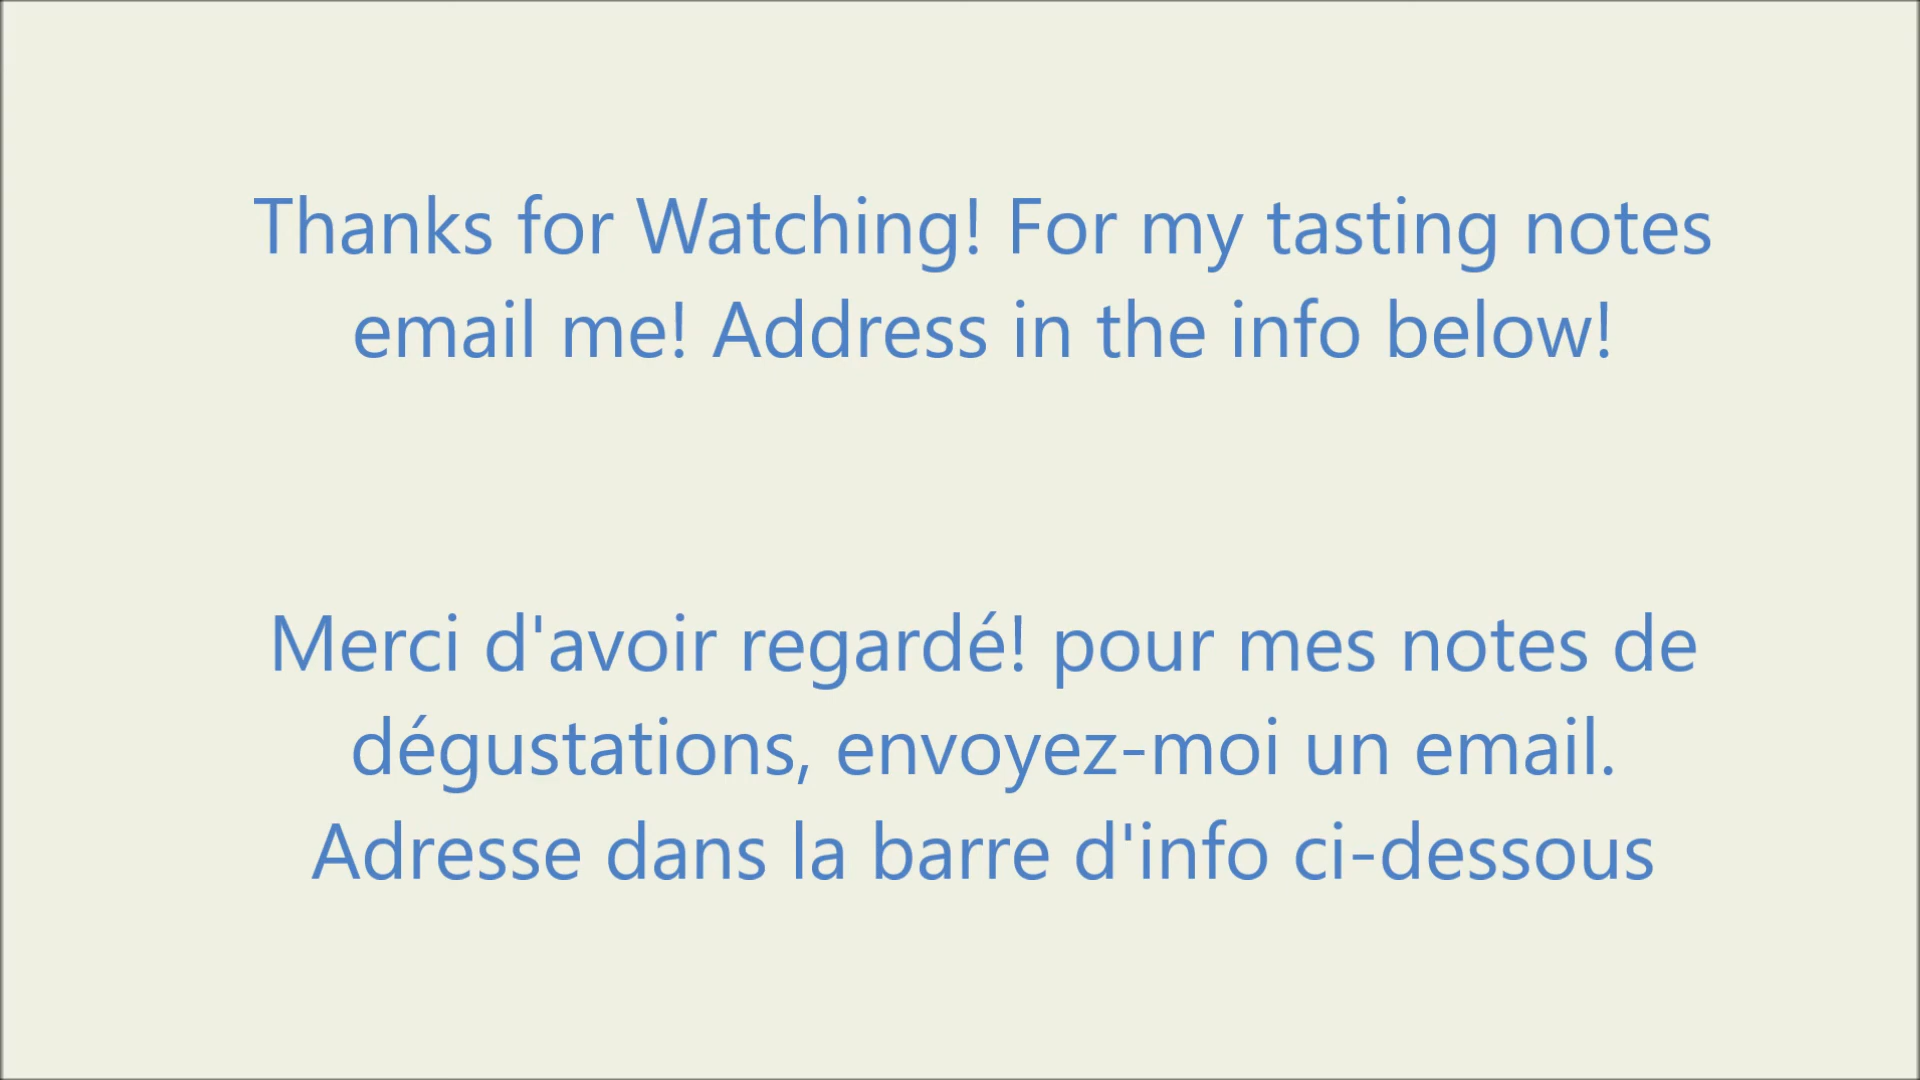 Thanks for Watching! For my tasting notes
email me! Address in the info below!
Merci d'avoir regardé! pour mes notes de
dégustations, envoyez-moi un email.
Adresse dans la barre d'info ci-dessous